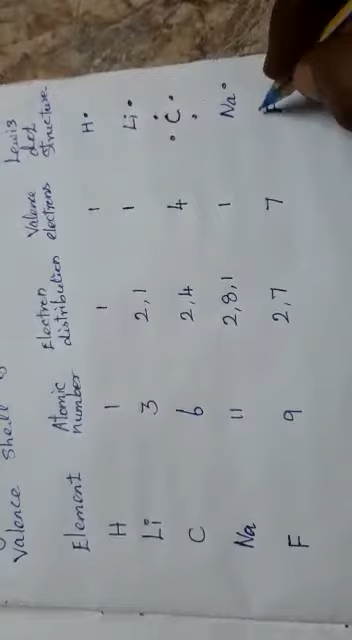 Valence Shell
Element Atomic number Electron distribution Valence electrons Lewis dot structure
H 1 1 1 H•
Li 3 2,1 1 Li•
C 6 2,4 4 •C•
Na 11 2,8,1 1 Na•
F 9 2,7 7